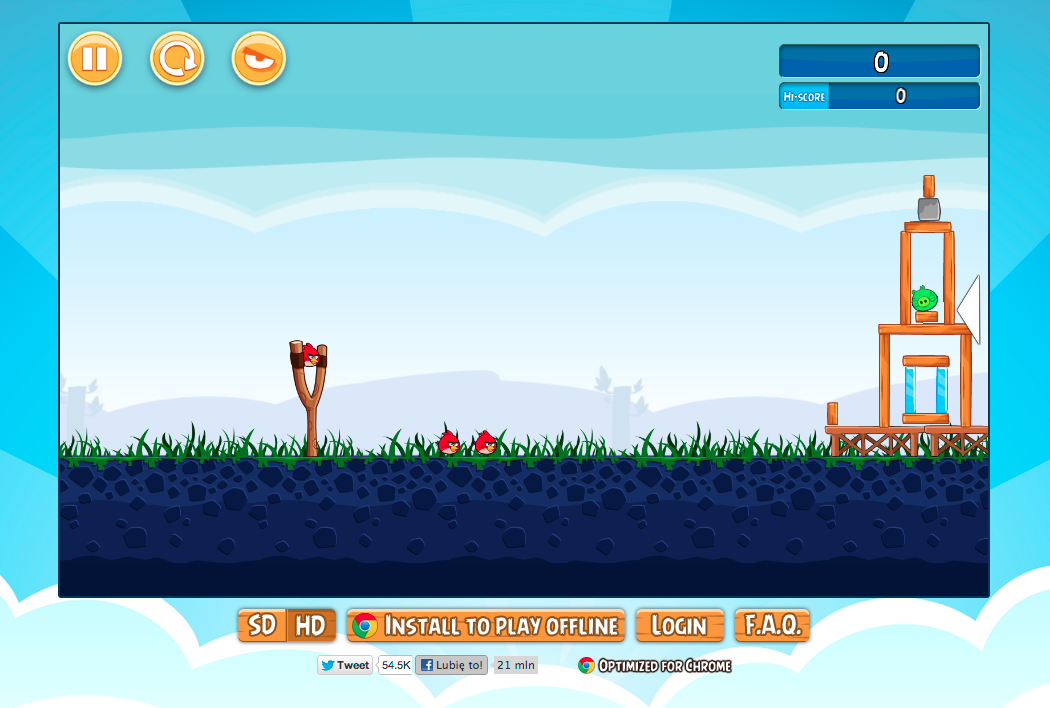 0
Hi-score 0
SD HD Install to play offline Login F.A.Q.
Tweet 54.5K Lubię to! 21 mln Optimized for Chrome